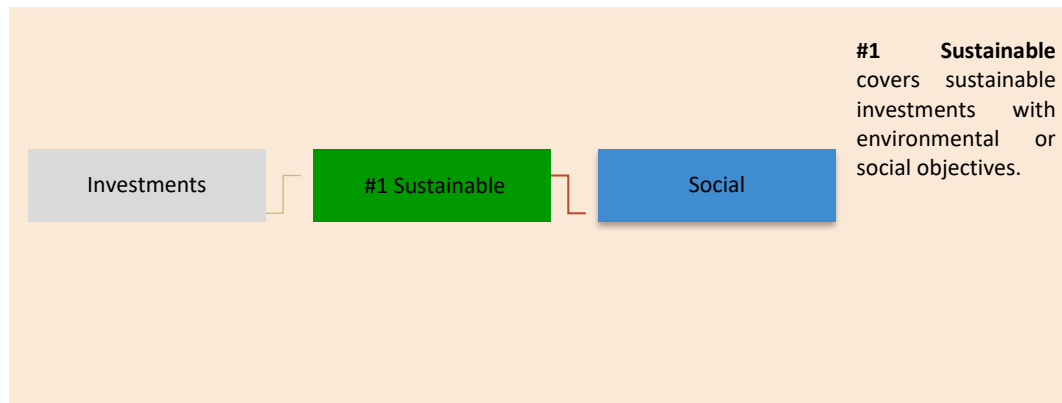 Investments
#1 Sustainable
Social
#1 Sustainable
covers sustainable
investments with
environmental or
social objectives.